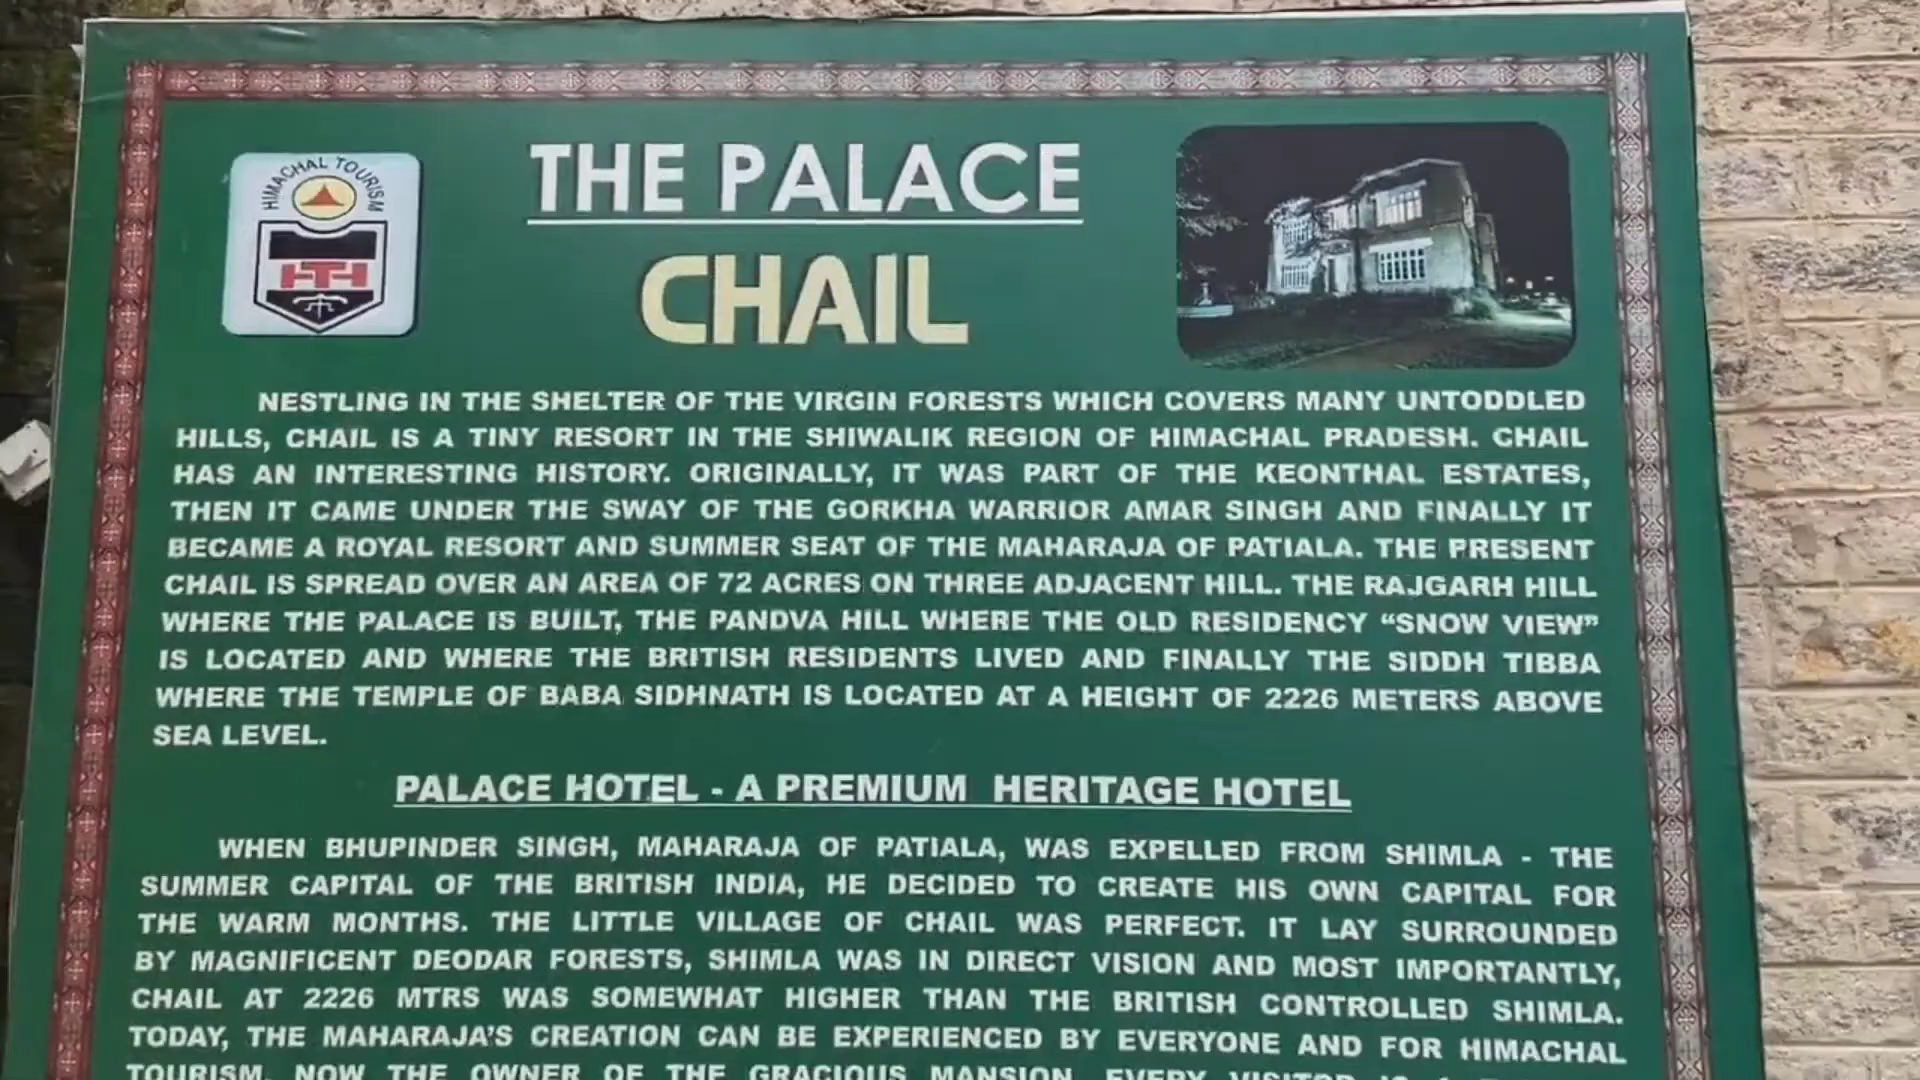 HIMACHAL TOURISM
HTH
THE PALACE
CHAIL
NESTLING IN THE SHELTER OF THE VIRGIN FORESTS WHICH COVERS MANY UNTODDLED
HILLS, CHAIL IS A TINY RESORT IN THE SHIWALIK REGION OF HIMACHAL PRADESH. CHAIL
HAS AN INTERESTING HISTORY. ORIGINALLY, IT WAS PART OF THE KEONTHAL ESTATES,
THEN IT CAME UNDER THE SWAY OF THE GORKHA WARRIOR AMAR SINGH AND FINALLY IT
BECAME A ROYAL RESORT AND SUMMER SEAT OF THE MAHARAJA OF PATIALA. THE PRESENT
CHAIL IS SPREAD OVER AN AREA OF 72 ACRES ON THREE ADJACENT HILL. THE RAJGARH HILL
WHERE THE PALACE IS BUILT, THE PANDVA HILL WHERE THE OLD RESIDENCY “SNOW VIEW”
IS LOCATED AND WHERE THE BRITISH RESIDENTS LIVED AND FINALLY THE SIDDH TIBBA
WHERE THE TEMPLE OF BABA SIDHNATH IS LOCATED AT A HEIGHT OF 2226 METERS ABOVE
SEA LEVEL.
PALACE HOTEL - A PREMIUM HERITAGE HOTEL
WHEN BHUPINDER SINGH, MAHARAJA OF PATIALA, WAS EXPELLED FROM SHIMLA - THE
SUMMER CAPITAL OF THE BRITISH INDIA, HE DECIDED TO CREATE HIS OWN CAPITAL FOR
THE WARM MONTHS. THE LITTLE VILLAGE OF CHAIL WAS PERFECT. IT LAY SURROUNDED
BY MAGNIFICENT DEODAR FORESTS, SHIMLA WAS IN DIRECT VISION AND MOST IMPORTANTLY,
CHAIL AT 2226 MTRS WAS SOMEWHAT HIGHER THAN THE BRITISH CONTROLLED SHIMLA.
TODAY, THE MAHARAJA'S CREATION CAN BE EXPERIENCED BY EVERYONE AND FOR HIMACHAL
TOURISM, NOW THE OWNER OF THE GRACIOUS MANSION, EVERY VISITOR IS